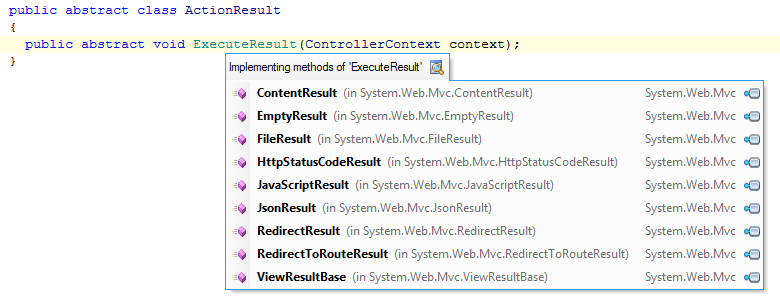 public abstract class ActionResult
{
public abstract void ExecuteResult(ControllerContext context);
}
Implementing methods of 'ExecuteResult'
ContentResult (in System.Web.Mvc.ContentResult) System.Web.Mvc
EmptyResult (in System.Web.Mvc.EmptyResult) System.Web.Mvc
FileResult (in System.Web.Mvc.FileResult) System.Web.Mvc
HttpStatusCodeResult (in System.Web.Mvc.HttpStatusCodeResult) System.Web.Mvc
JavaScriptResult (in System.Web.Mvc.JavaScriptResult) System.Web.Mvc
JsonResult (in System.Web.Mvc.JsonResult) System.Web.Mvc
RedirectResult (in System.Web.Mvc.RedirectResult) System.Web.Mvc
RedirectToRouteResult (in System.Web.Mvc.RedirectToRouteResult) System.Web.Mvc
ViewResultBase (in System.Web.Mvc.ViewResultBase) System.Web.Mvc